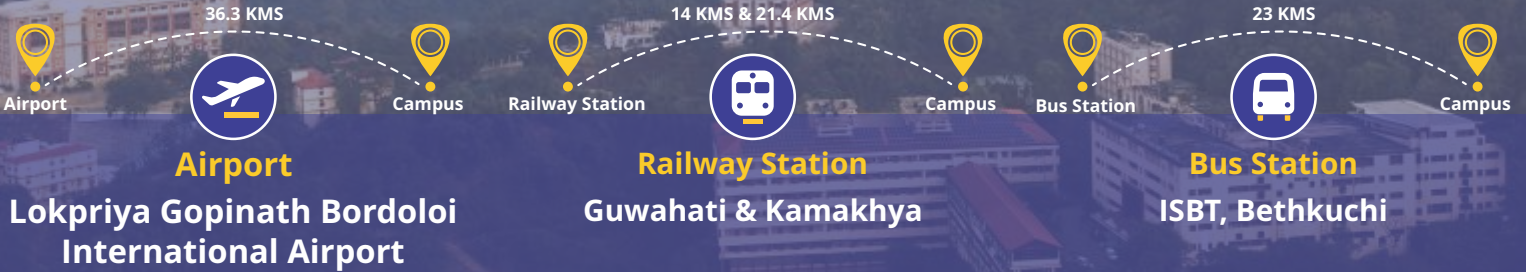 36.3 KMS
Airport
Campus
Airport
Lokpriya Gopinath Bordoloi
International Airport
14 KMS & 21.4 KMS
Railway Station
Campus
Railway Station
Guwahati & Kamakhya
23 KMS
Bus Station
Campus
Bus Station
ISBT, Bethkuchi